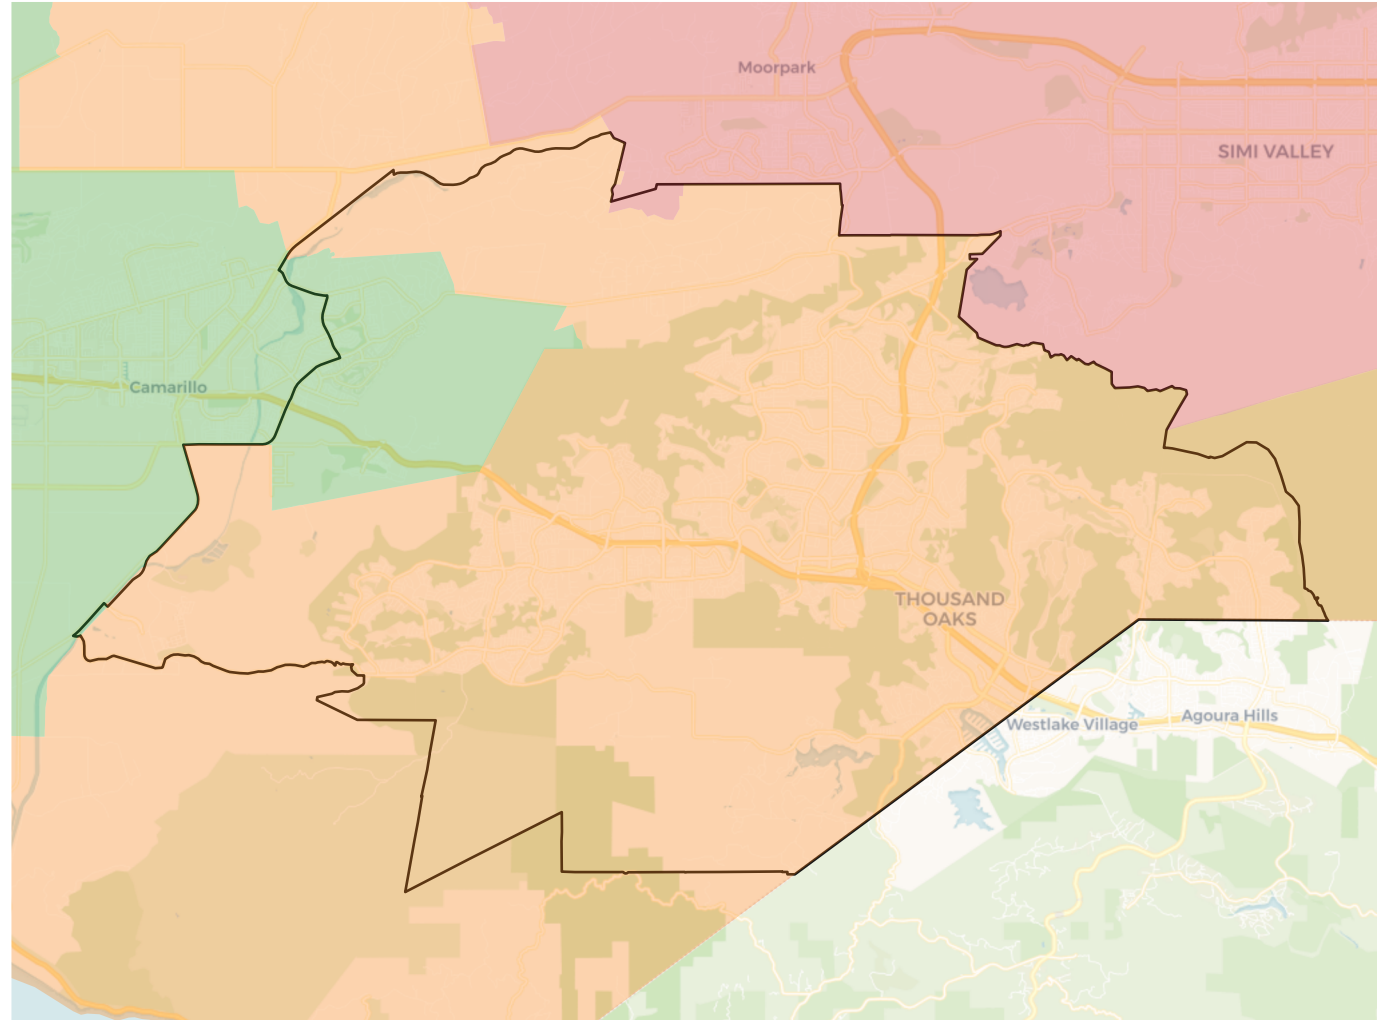 Moorpark
SIMI VALLEY
Camarillo
THOUSAND
OAKS
Westlake Village
Agoura Hills